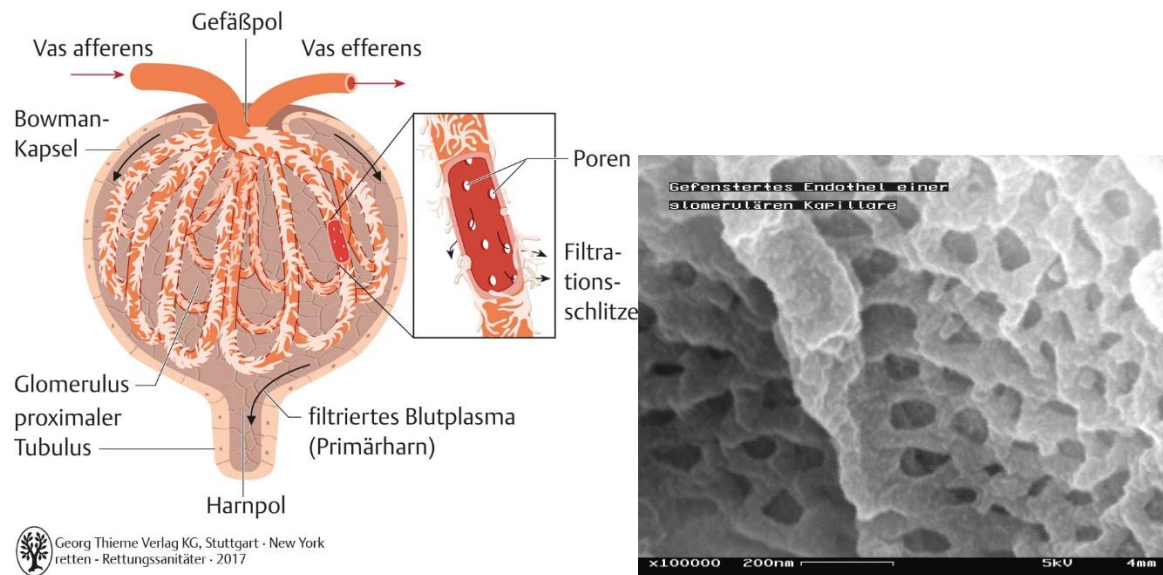 Gefäßpol
Vas afferens
Vas efferens
Bowman-
Kapsel
Poren
Filtra-
tions-
schlitze
Glomerulus
proximaler
Tubulus
filtriertes Blutplasma
(Primärharn)
Harnpol
Georg Thieme Verlag KG, Stuttgart · New York
retten - Rettungssanitäter · 2017
Gefenstertes Endothel einer
glomerulären Kapillare
x100000 200nm 5kV 4mm